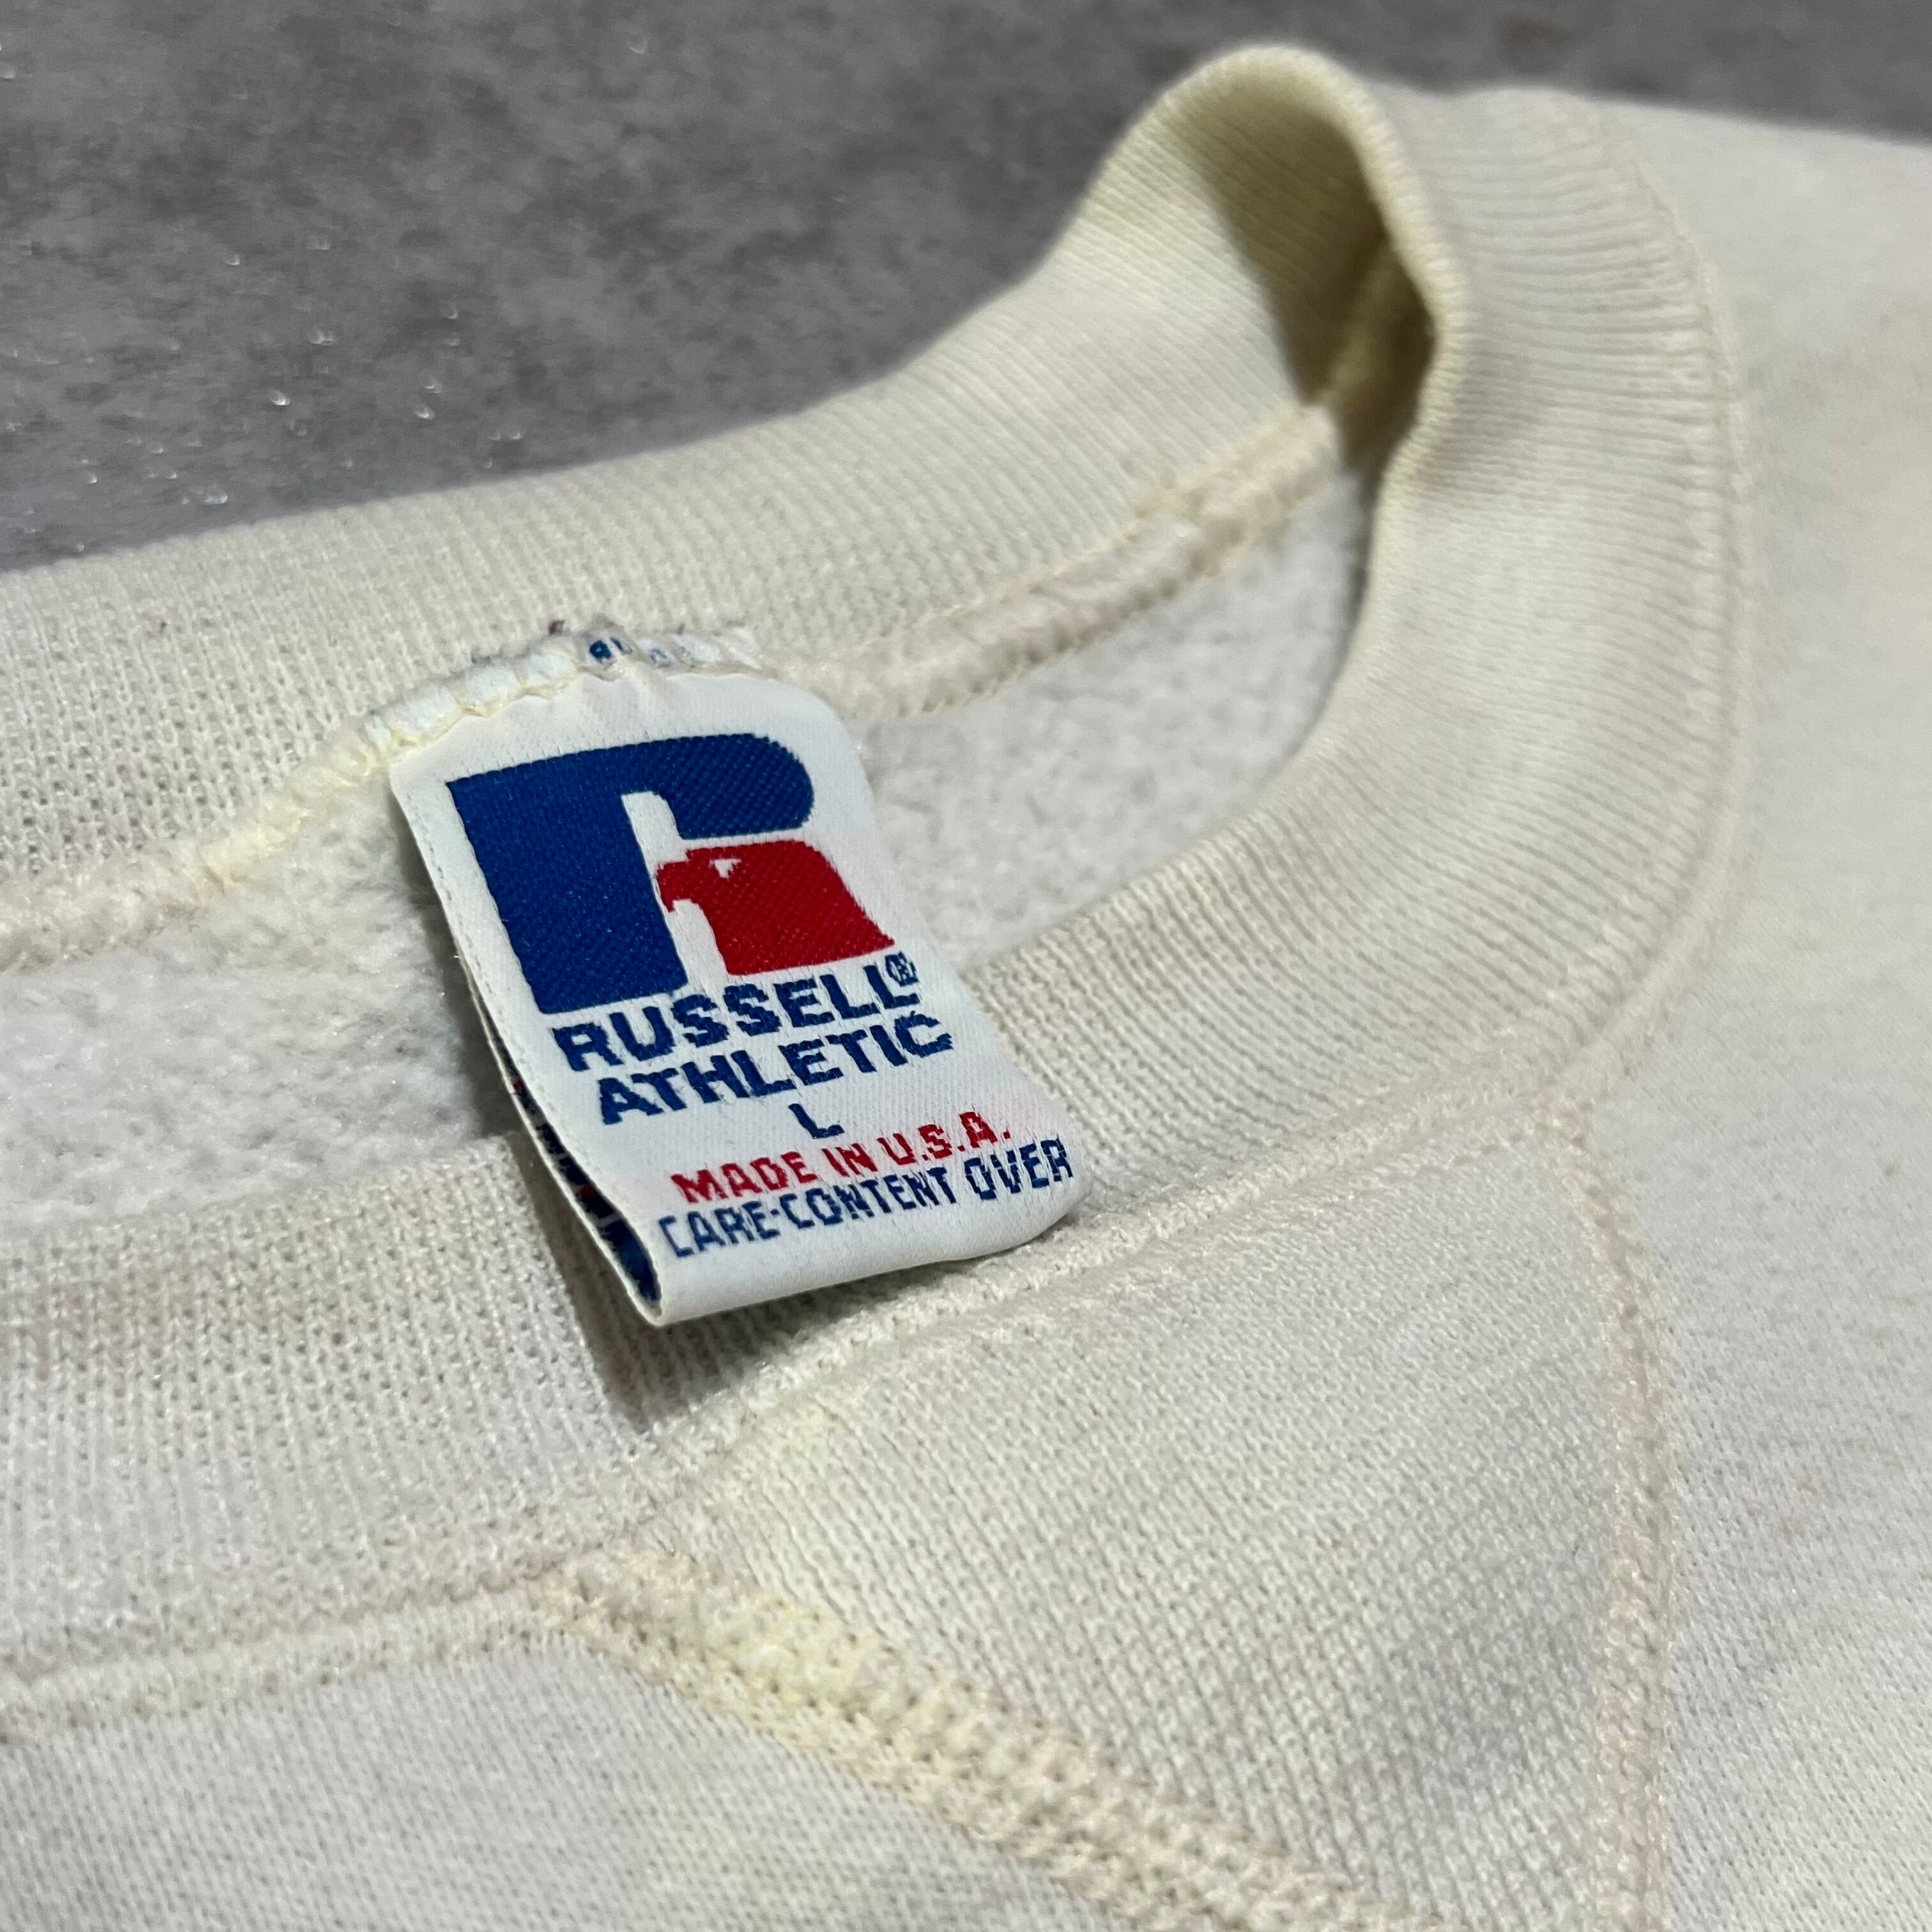 RUSSELL®
ATHLETIC
L
MADE IN U.S.A.
CARE-CONTENT OVER